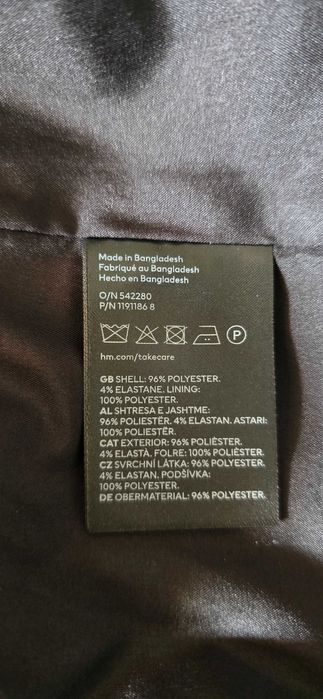 Made in Bangladesh
Fabriqué au Bangladesh
Hecho en Bangladesh
O/N 542280
P/N 1191186 8
P
hm.com/takecare
GB SHELL: 96% POLYESTER.
4% ELASTANE. LINING:
100% POLYESTER.
AL SHTRESA E JASHTME:
96% POLIESTËR. 4% ELASTAN. ASTARI:
100% POLIESTËR.
CAT EXTERIOR: 96% POLIÈSTER.
4% ELASTÀ. FOLRE: 100% POLIÈSTER.
CZ SVRCHNÍ LÁTKA: 96% POLYESTER.
4% ELASTAN. PODŠÍVKA:
100% POLYESTER.
DE OBERMATERIAL: 96% POLYESTER.